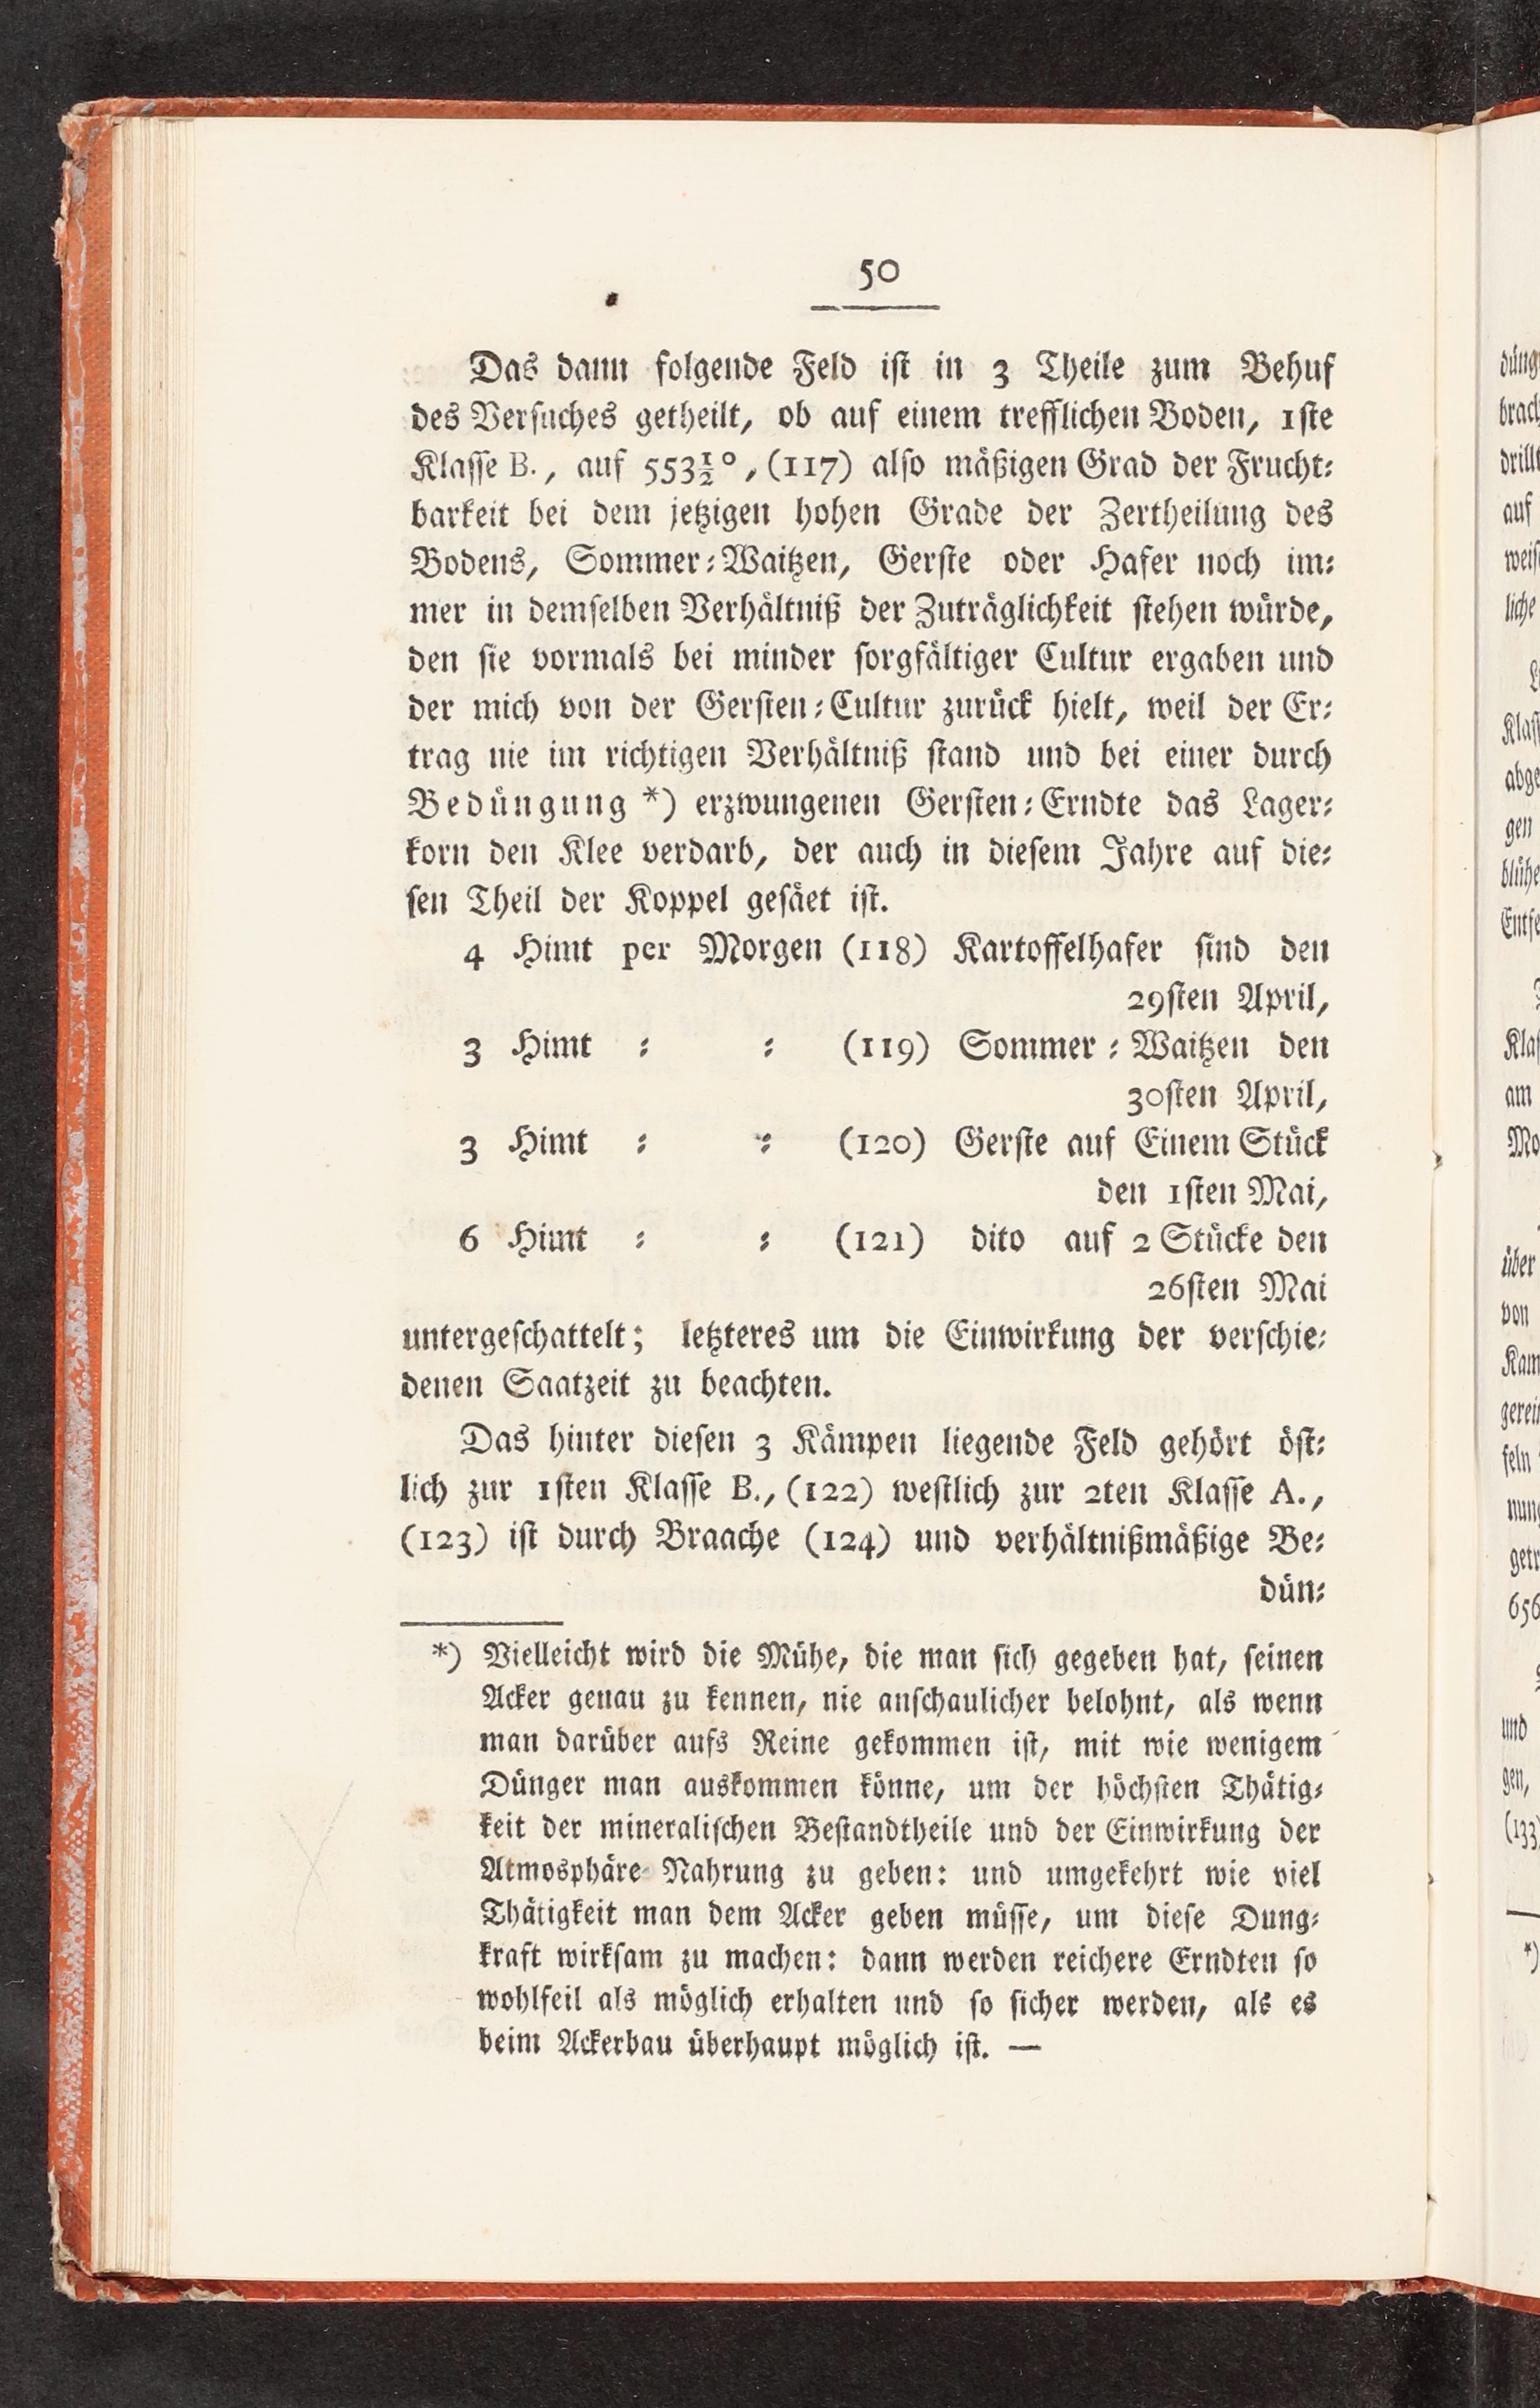 50
Das dann folgende Feld ist in 3 Theile zum Behuf
des Versuches getheilt, ob auf einem trefflichen Boden, 1ste
Klasse B., auf 553½°, (117) also mäßigen Grad der Frucht⸗
barkeit bei dem jetzigen hohen Grade der Zertheilung des
Bodens, Sommer⸗Waitzen, Gerste oder Hafer noch im⸗
mer in demselben Verhältniß der Zuträglichkeit stehen würde,
den sie vormals bei minder sorgfältiger Cultur ergaben und
der mich von der Gersten⸗Cultur zurück hielt, weil der Er⸗
trag nie im richtigen Verhältniß stand und bei einer durch
Bedüngung *) erzwungenen Gersten⸗Erndte das Lager⸗
korn den Klee verdarb, der auch in diesem Jahre auf die⸗
sen Theil der Koppel gesäet ist.
4 Himt per Morgen (118) Kartoffelhafer sind den
29sten April,
3 Himt ⸗ ⸗ (119) Sommer⸗Waitzen den
30sten April,
3 Himt ⸗ ⸗ (120) Gerste auf Einem Stück
den 1sten Mai,
6 Himt ⸗ ⸗ (121) dito auf 2 Stücke den
26sten Mai
untergeschattelt; letzteres um die Einwirkung der verschie⸗
denen Saatzeit zu beachten.
Das hinter diesen 3 Kämpen liegende Feld gehört öst⸗
lich zur 1sten Klasse B., (122) westlich zur 2ten Klasse A.,
(123) ist durch Braache (124) und verhältnißmäßige Be⸗
dün⸗
*) Vielleicht wird die Mühe, die man sich gegeben hat, seinen
Acker genau zu kennen, nie anschaulicher belohnt, als wenn
man darüber aufs Reine gekommen ist, mit wie wenigem
Dünger man auskommen könne, um der höchsten Thätig⸗
keit der mineralischen Bestandtheile und der Einwirkung der
Atmosphäre Nahrung zu geben: und umgekehrt wie viel
Thätigkeit man dem Acker geben müsse, um diese Dung⸗
kraft wirksam zu machen: dann werden reichere Erndten so
wohlfeil als möglich erhalten und so sicher werden, als es
beim Ackerbau überhaupt möglich ist. —